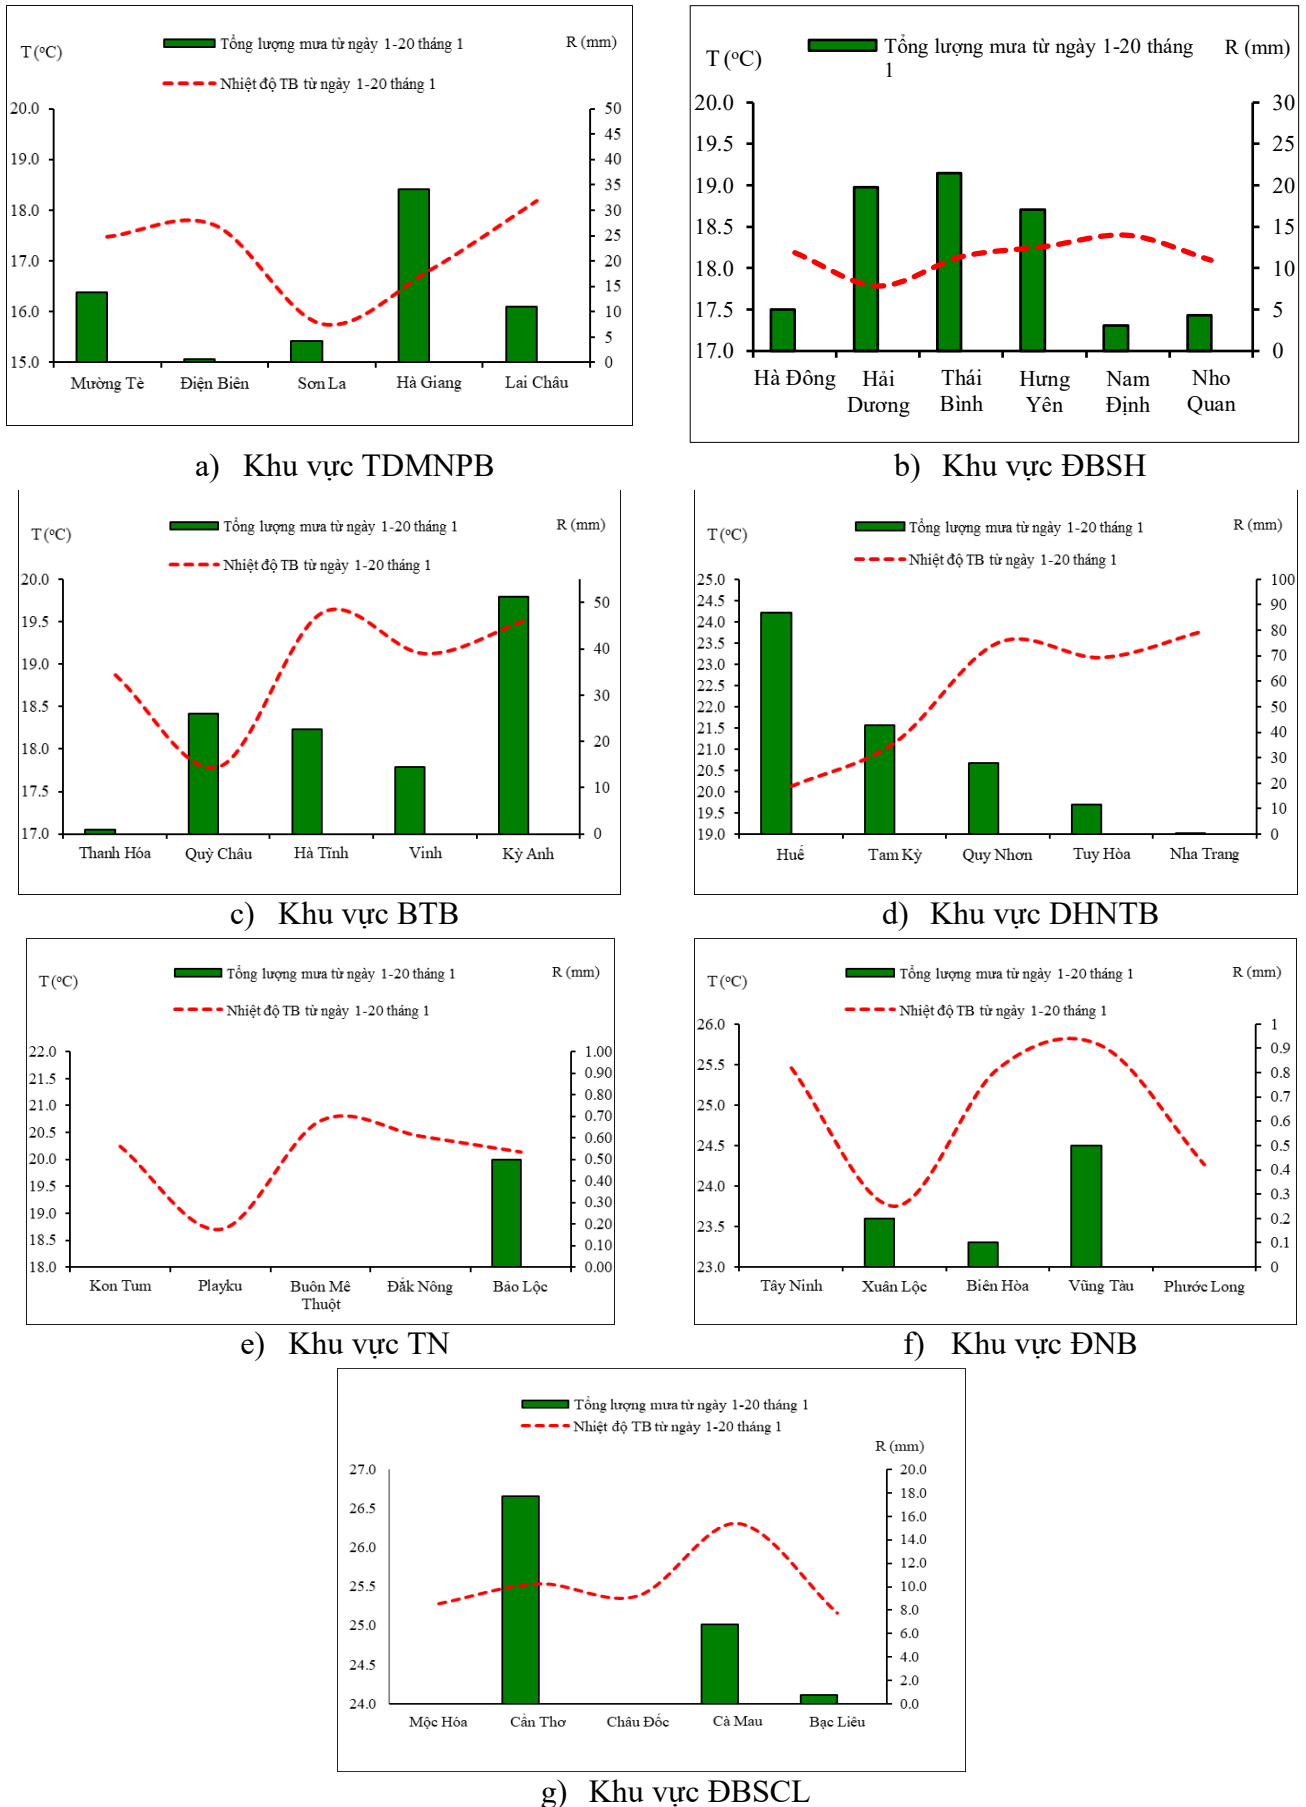 T (ºC)
Tổng lượng mưa từ ngày 1-20 tháng 1
R (mm)
Nhiệt độ TB từ ngày 1-20 tháng 1
20.0
19.0
18.0
17.0
16.0
15.0
50
45
40
35
30
25
20
15
10
5
0
Mường Tè Điện Biên Sơn La Hà Giang Lai Châu
a) Khu vực TDMNPB
T (ºC)
Tổng lượng mưa từ ngày 1-20 tháng
1
R (mm)
20.0
19.5
19.0
18.5
18.0
17.5
17.0
30
25
20
15
10
5
0
Hà Đông Hải Thái Hưng Nam Nho
Dương Bình Yên Định Quan
b) Khu vực ĐBSH
T (ºC)
Tổng lượng mưa từ ngày 1-20 tháng 1
R (mm)
Nhiệt độ TB từ ngày 1-20 tháng 1
20.0
19.5
19.0
18.5
18.0
17.5
17.0
50
40
30
20
10
0
Thanh Hóa Quỳ Châu Hà Tĩnh Vinh Kỳ Anh
c) Khu vực BTB
T (ºC)
Tổng lượng mưa từ ngày 1-20 tháng 1
R (mm)
Nhiệt độ TB từ ngày 1-20 tháng 1
25.0
24.5
24.0
23.5
23.0
22.5
22.0
21.5
21.0
20.5
20.0
19.5
19.0
100
90
80
70
60
50
40
30
20
10
0
Huế Tam Kỳ Quy Nhơn Tuy Hòa Nha Trang
d) Khu vực DHNTB
T (ºC)
Tổng lượng mưa từ ngày 1-20 tháng 1
R (mm)
Nhiệt độ TB từ ngày 1-20 tháng 1
22.0
21.5
21.0
20.5
20.0
19.5
19.0
18.5
18.0
1.00
0.90
0.80
0.70
0.60
0.50
0.40
0.30
0.20
0.10
0.00
Kon Tum Playku Buôn Mê Đắk Nông Bảo Lộc
Thuột
e) Khu vực TN
T (ºC)
Tổng lượng mưa từ ngày 1-20 tháng 1
R (mm)
Nhiệt độ TB từ ngày 1-20 tháng 1
26.0
25.5
25.0
24.5
24.0
23.5
23.0
1
0.9
0.8
0.7
0.6
0.5
0.4
0.3
0.2
0.1
0
Tây Ninh Xuân Lộc Biên Hòa Vũng Tàu Phước Long
f) Khu vực ĐNB
Tổng lượng mưa từ ngày 1-20 tháng 1
Nhiệt độ TB từ ngày 1-20 tháng 1
R (mm)
27.0
26.5
26.0
25.5
25.0
24.5
24.0
20.0
18.0
16.0
14.0
12.0
10.0
8.0
6.0
4.0
2.0
0.0
Mộc Hóa Cần Thơ Châu Đốc Cà Mau Bạc Liêu
g) Khu vực ĐBSCL